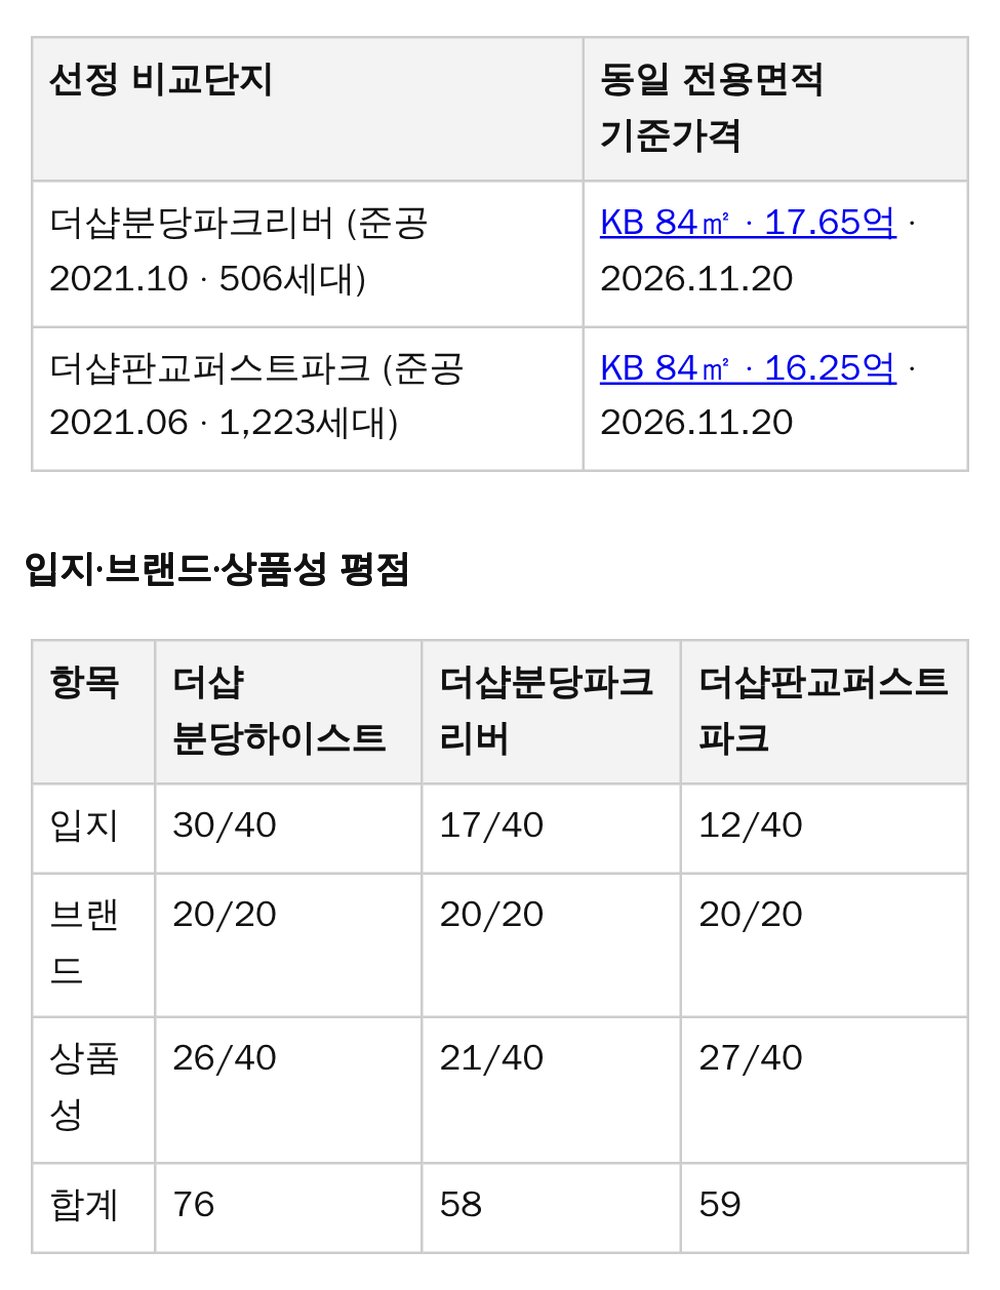 선정 비교단지
동일 전용면적
기준가격
더샵분당파크리버 (준공
2021.10 · 506세대)
KB 84㎡ · 17.65억 ·
2026.11.20
더샵판교퍼스트파크 (준공
2021.06 · 1,223세대)
KB 84㎡ · 16.25억 ·
2026.11.20
입지·브랜드·상품성 평점
항목
더샵
분당하이스트
더샵분당파크
리버
더샵판교퍼스트
파크
입지
30/40
17/40
12/40
브랜
드
20/20
20/20
20/20
상품
성
26/40
21/40
27/40
합계
76
58
59